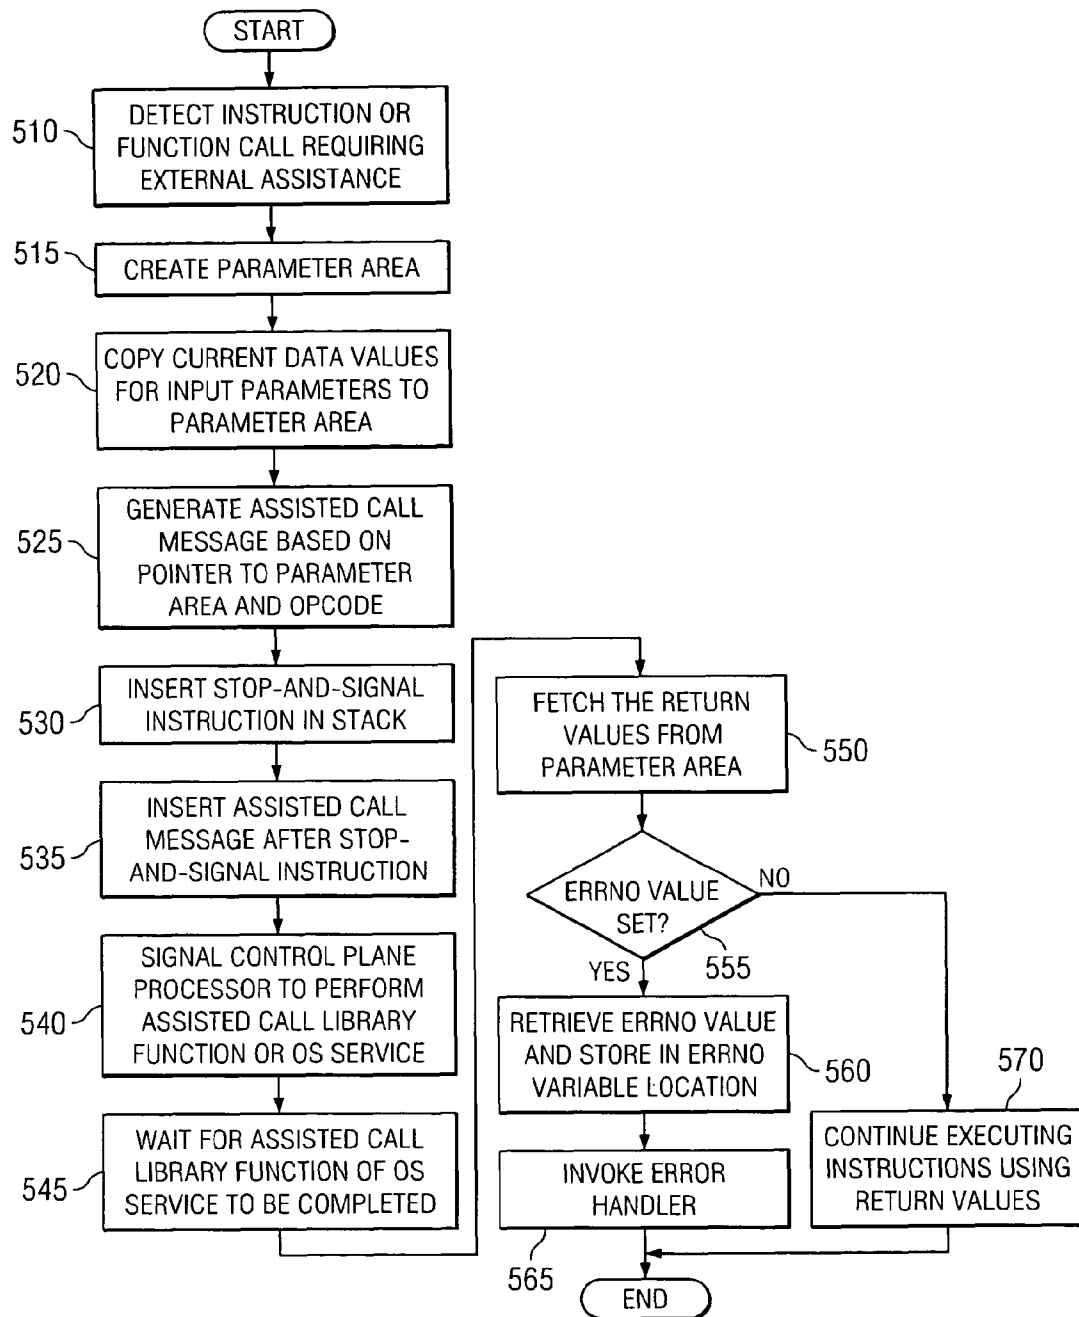 START
510
DETECT INSTRUCTION OR
FUNCTION CALL REQUIRING
EXTERNAL ASSISTANCE
515
CREATE PARAMETER AREA
520
COPY CURRENT DATA VALUES
FOR INPUT PARAMETERS TO
PARAMETER AREA
525
GENERATE ASSISTED CALL
MESSAGE BASED ON
POINTER TO PARAMETER
AREA AND OPCODE
530
INSERT STOP-AND-SIGNAL
INSTRUCTION IN STACK
535
INSERT ASSISTED CALL
MESSAGE AFTER STOP-
AND-SIGNAL INSTRUCTION
540
SIGNAL CONTROL PLANE
PROCESSOR TO PERFORM
ASSISTED CALL LIBRARY
FUNCTION OR OS SERVICE
545
WAIT FOR ASSISTED CALL
LIBRARY FUNCTION OF OS
SERVICE TO BE COMPLETED
FETCH THE RETURN
VALUES FROM
PARAMETER AREA
550
ERRNO VALUE
SET?
555
NO
YES
RETRIEVE ERRNO VALUE
AND STORE IN ERRNO
VARIABLE LOCATION
560
INVOKE ERROR
HANDLER
565
570
CONTINUE EXECUTING
INSTRUCTIONS USING
RETURN VALUES
END